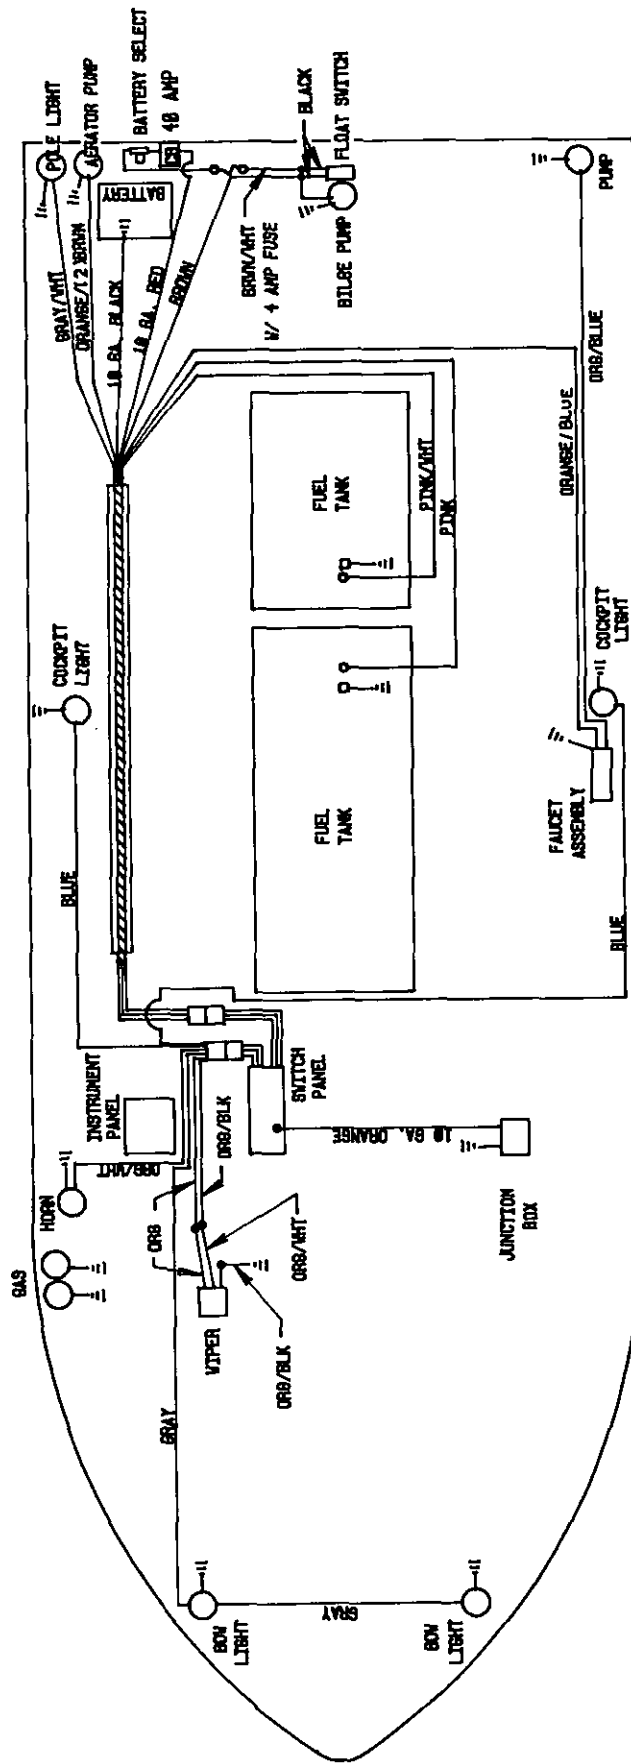 POLE LIGHT
AERATOR PUMP
BATTERY SELECT
40 AMP
CB
BATTERY
GRAY/WHT
10 GA. BLACK
10 GA. RED
BROWN
BRWN/WHT
W/ 4 AMP FUSE
BLACK
FLOAT SWITCH
BILGE PUMP
PUMP
ORG/BLUE
ORANGE/BLUE
PINK/WHT
PINK
FUEL
TANK
FUEL
TANK
COCKPIT
LIGHT
COCKPIT
LIGHT
FAUCET
ASSEMBLY
BLUE
BLUE
INSTRUMENT
PANEL
SWITCH
PANEL
10 GA. ORANGE
JUNCTION
BOX
HORN
ORG/WHT
ORG/BLK
ORG
ORG/WHT
GAS
WIPER
ORG/BLK
GRAY
GRAY
BOW
LIGHT
BOW
LIGHT